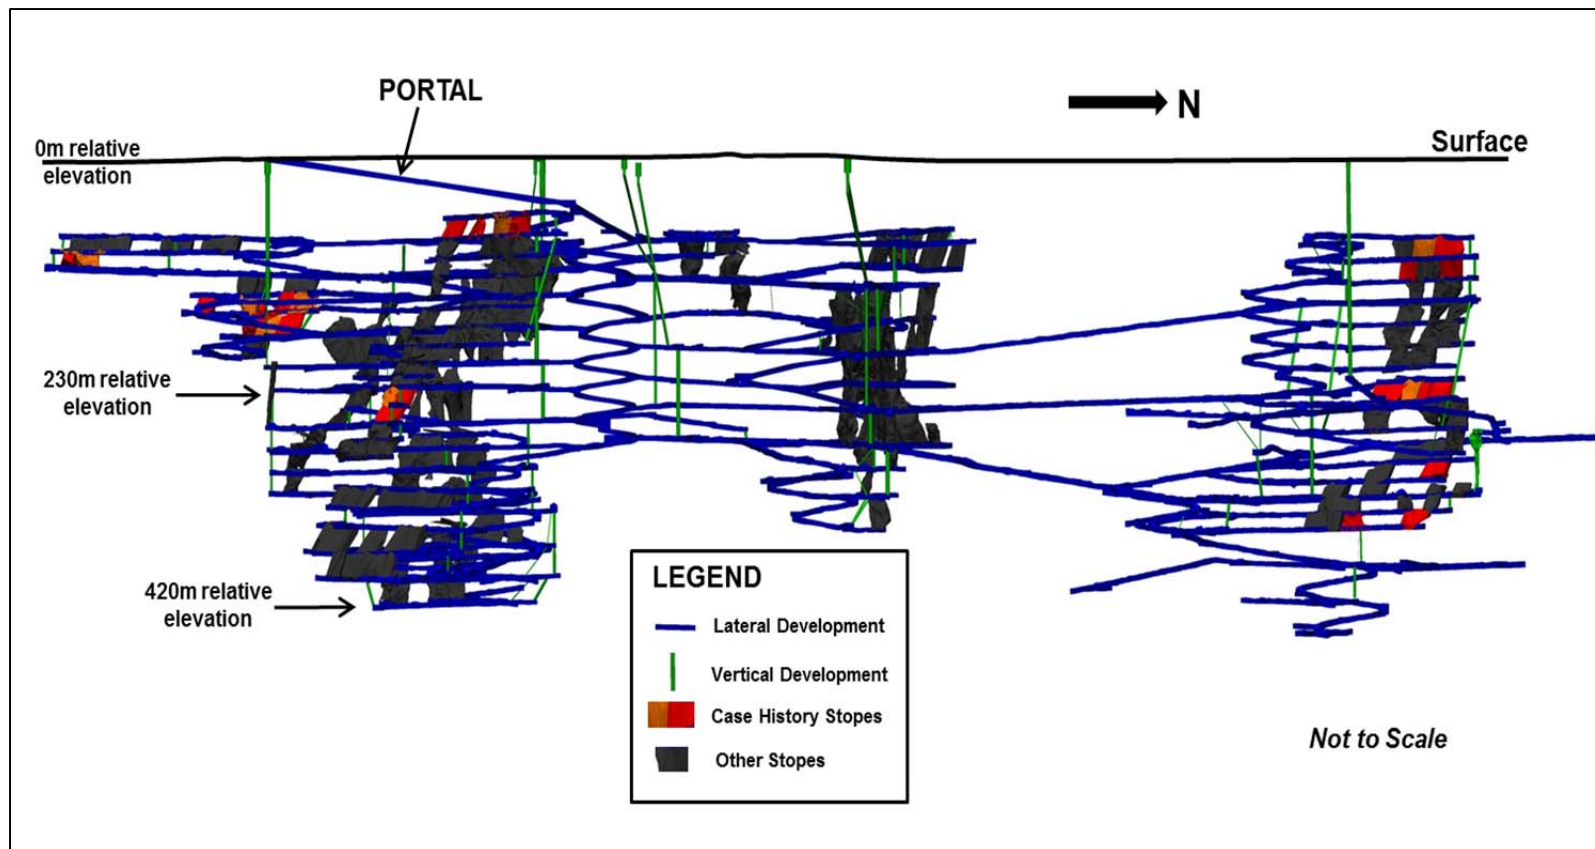 PORTAL
N
0m relative
elevation
Surface
230m relative
elevation
420m relative
elevation
LEGEND
Lateral Development
Vertical Development
Case History Stopes
Other Stopes
Not to Scale